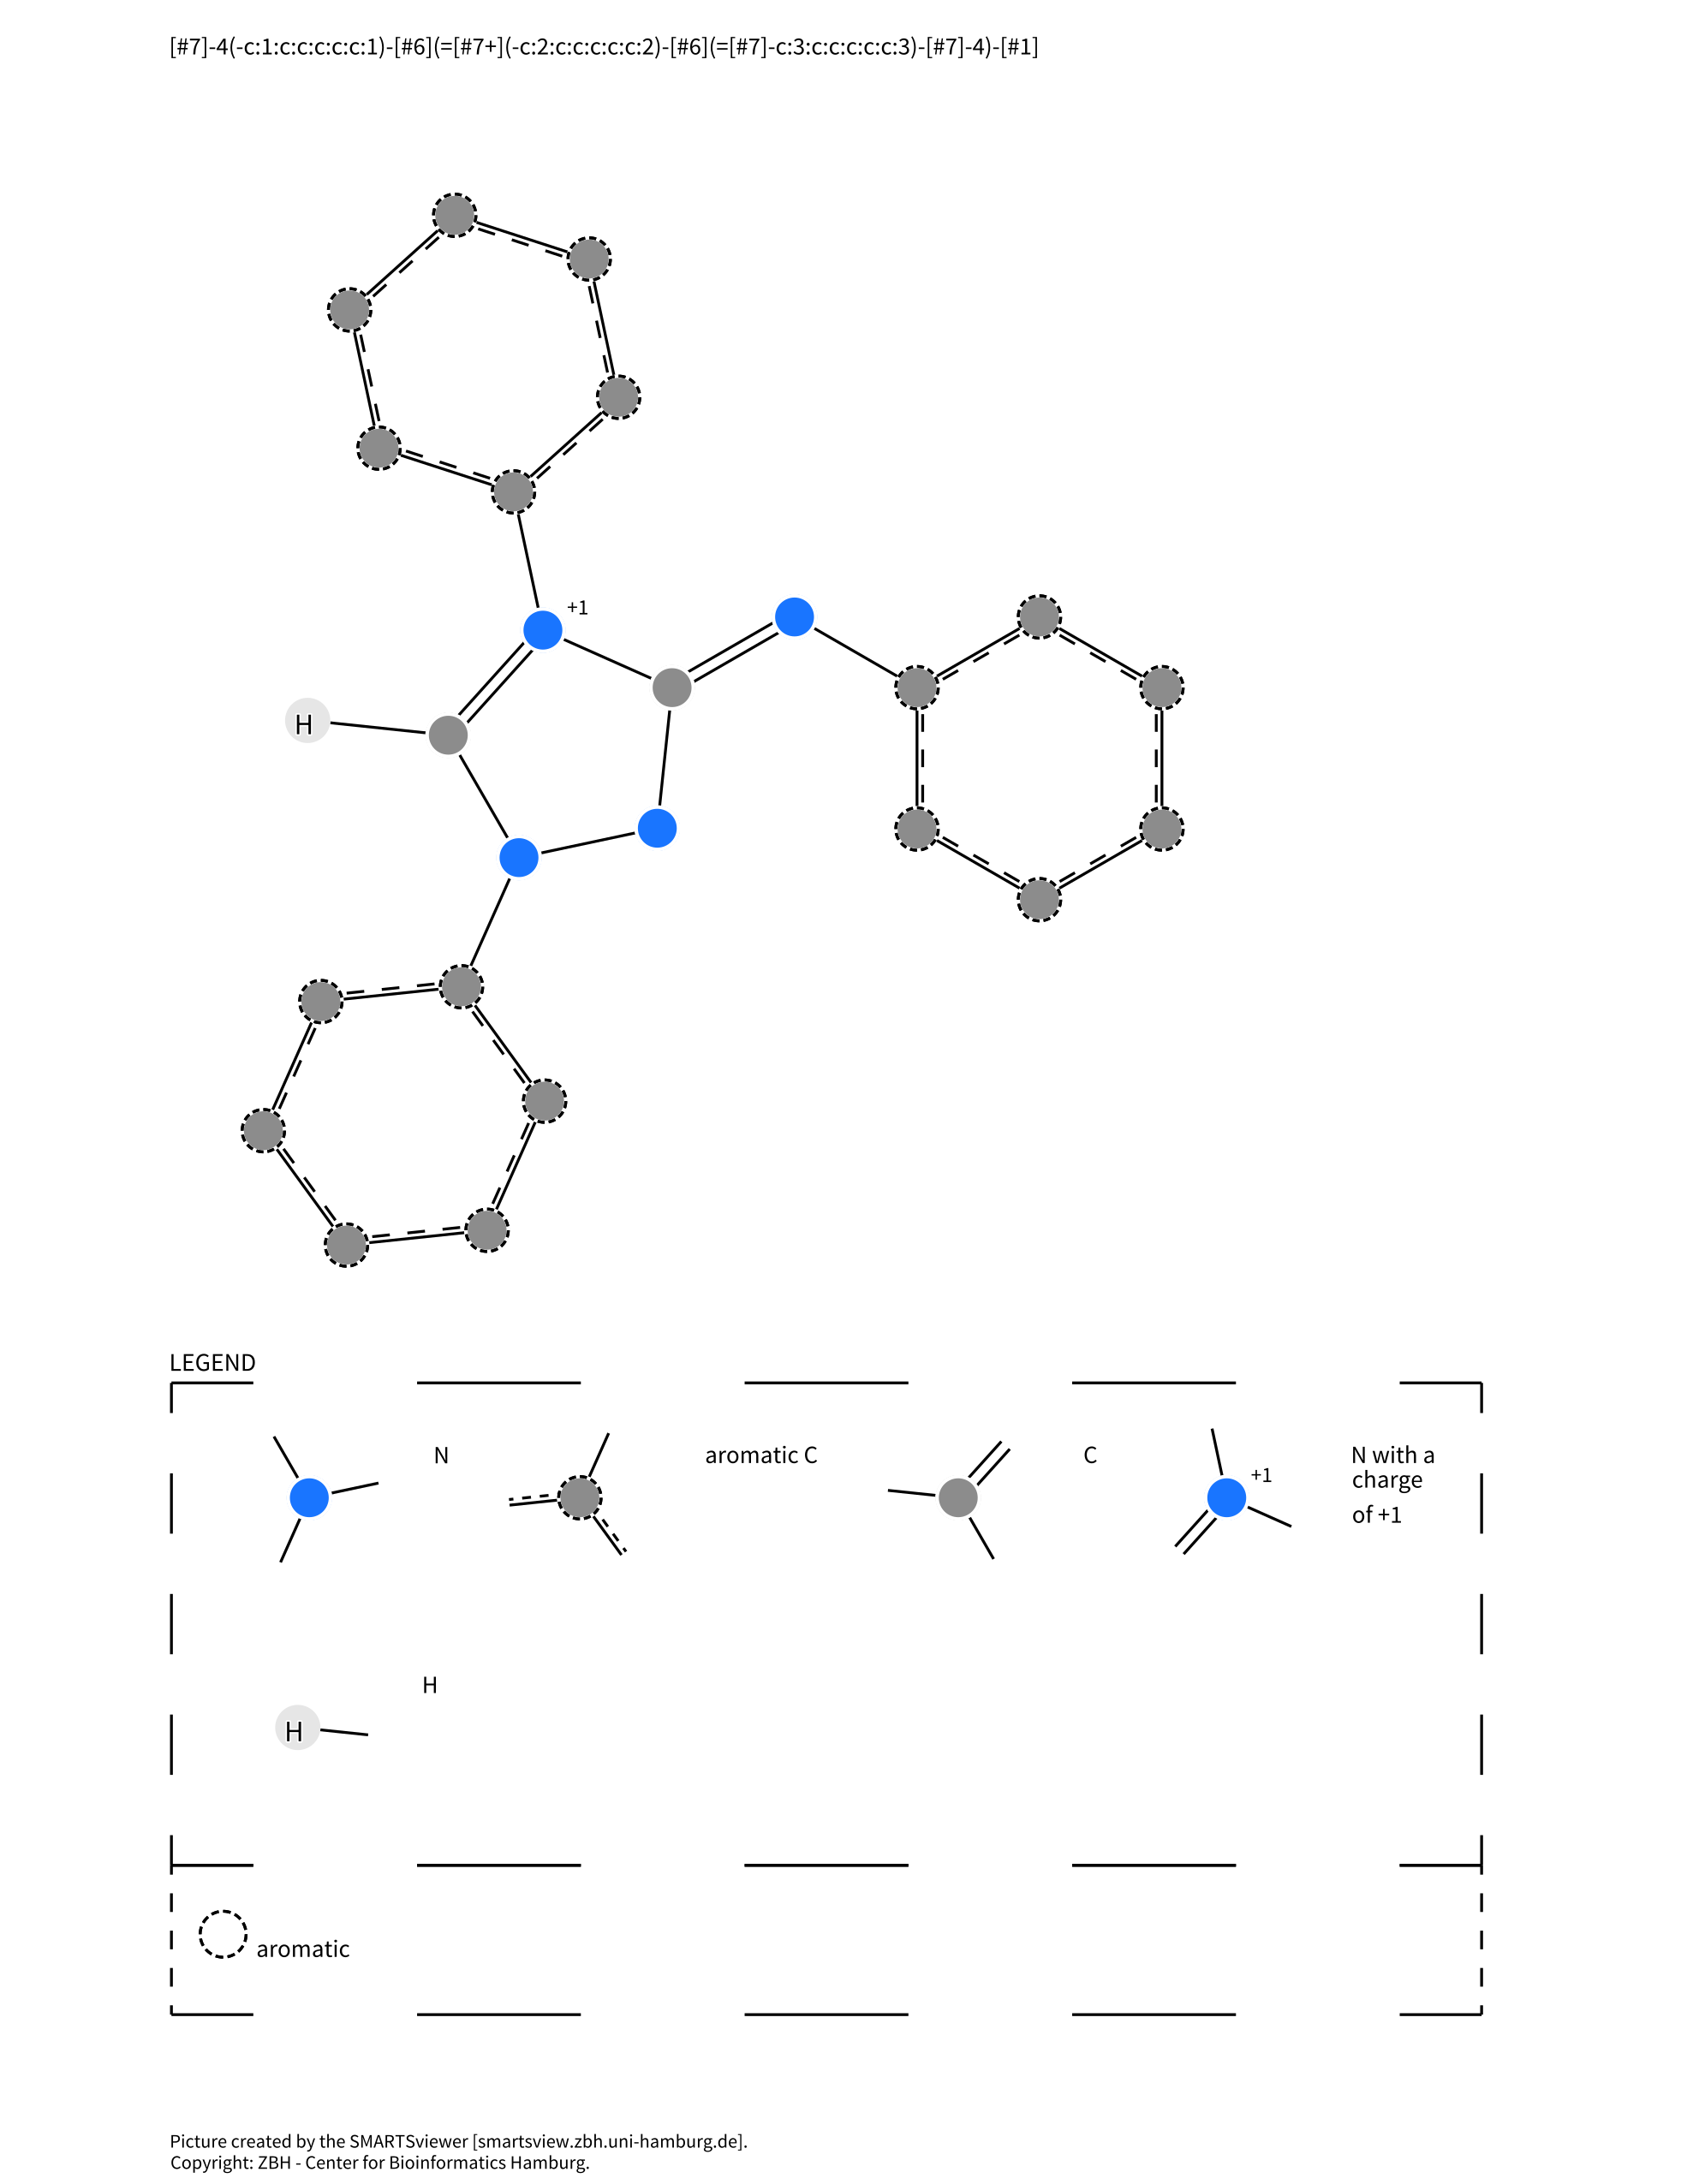 [#7]-4(-c:1:c:c:c:c:c:1)-[#6](=[#7+](-c:2:c:c:c:c:c:2)-[#6](=[#7]-c:3:c:c:c:c:c:3)-[#7]-4)-[#1]
+1
H
LEGEND
N
aromatic C
C
+1
N with a
charge
of +1
H
H
aromatic
Picture created by the SMARTSviewer [smartsview.zbh.uni-hamburg.de].
Copyright: ZBH - Center for Bioinformatics Hamburg.